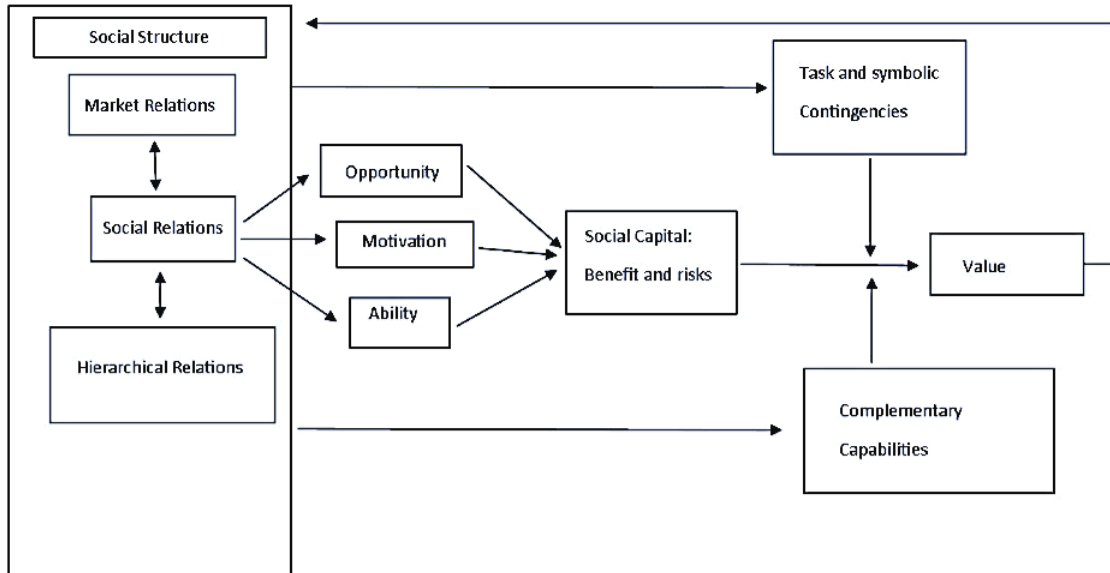 Social Structure
Market Relations
Social Relations
Hierarchical Relations
Opportunity
Motivation
Ability
Social Capital:
Benefit and risks
Task and symbolic
Contingencies
Value
Complementary
Capabilities